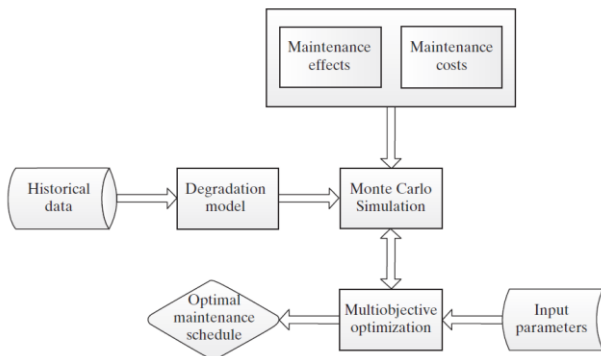 Maintenance
effects
Maintenance
costs
Historical
data
Degradation
model
Monte Carlo
Simulation
Optimal
maintenance
schedule
Multiobjective
optimization
Input
parameters